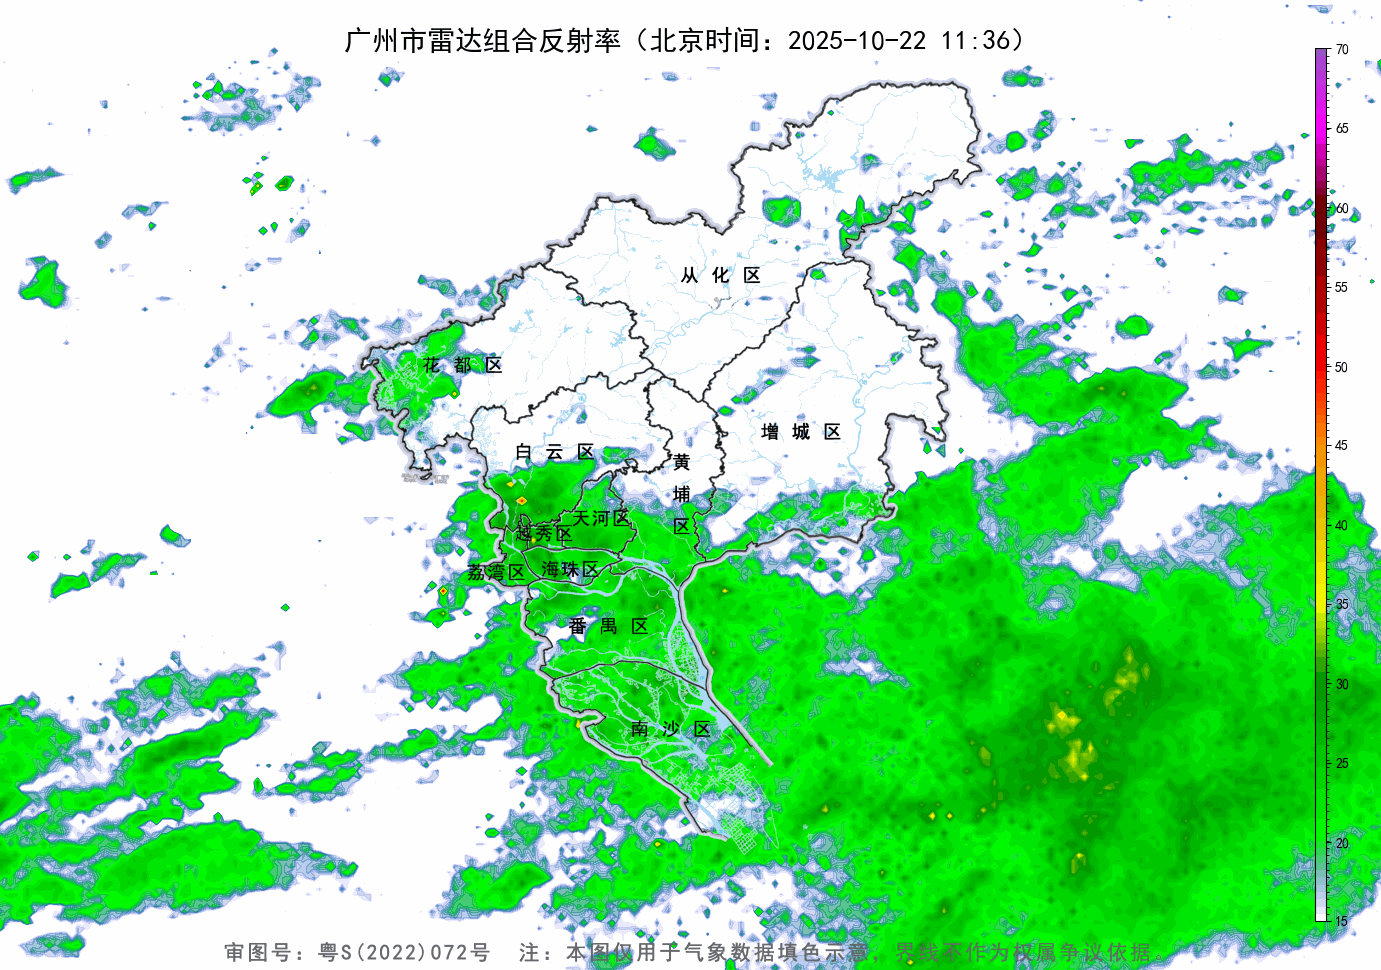 广州市雷达组合反射率（北京时间：2025-10-22 11:36）
70
65
60
55
50
45
40
35
30
25
20
15
从化区
花都区
增城区
白云区
黄埔区
天河区
越秀区
荔湾区
海珠区
番禺区
南沙区
审图号：粤S(2022)072号 注：本图仅用于气象数据填色示意，界线不作为权属争议依据。